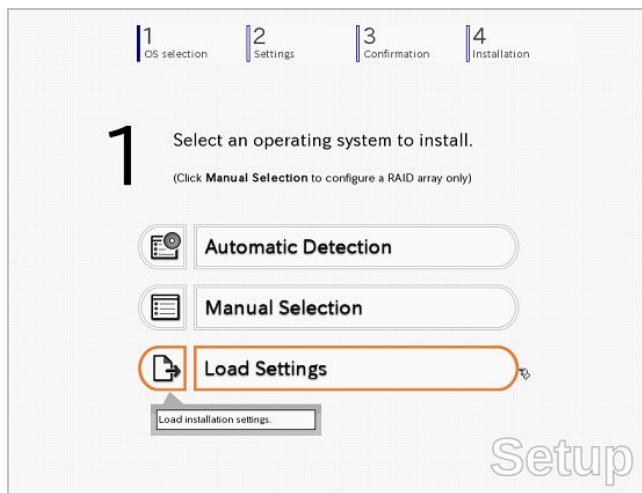 1
OS selection
2
Settings
3
Confirmation
4
Installation
1
Select an operating system to install.
(Click Manual Selection to configure a RAID array only)
Automatic Detection
Manual Selection
Load Settings
Load installation settings.
Setup